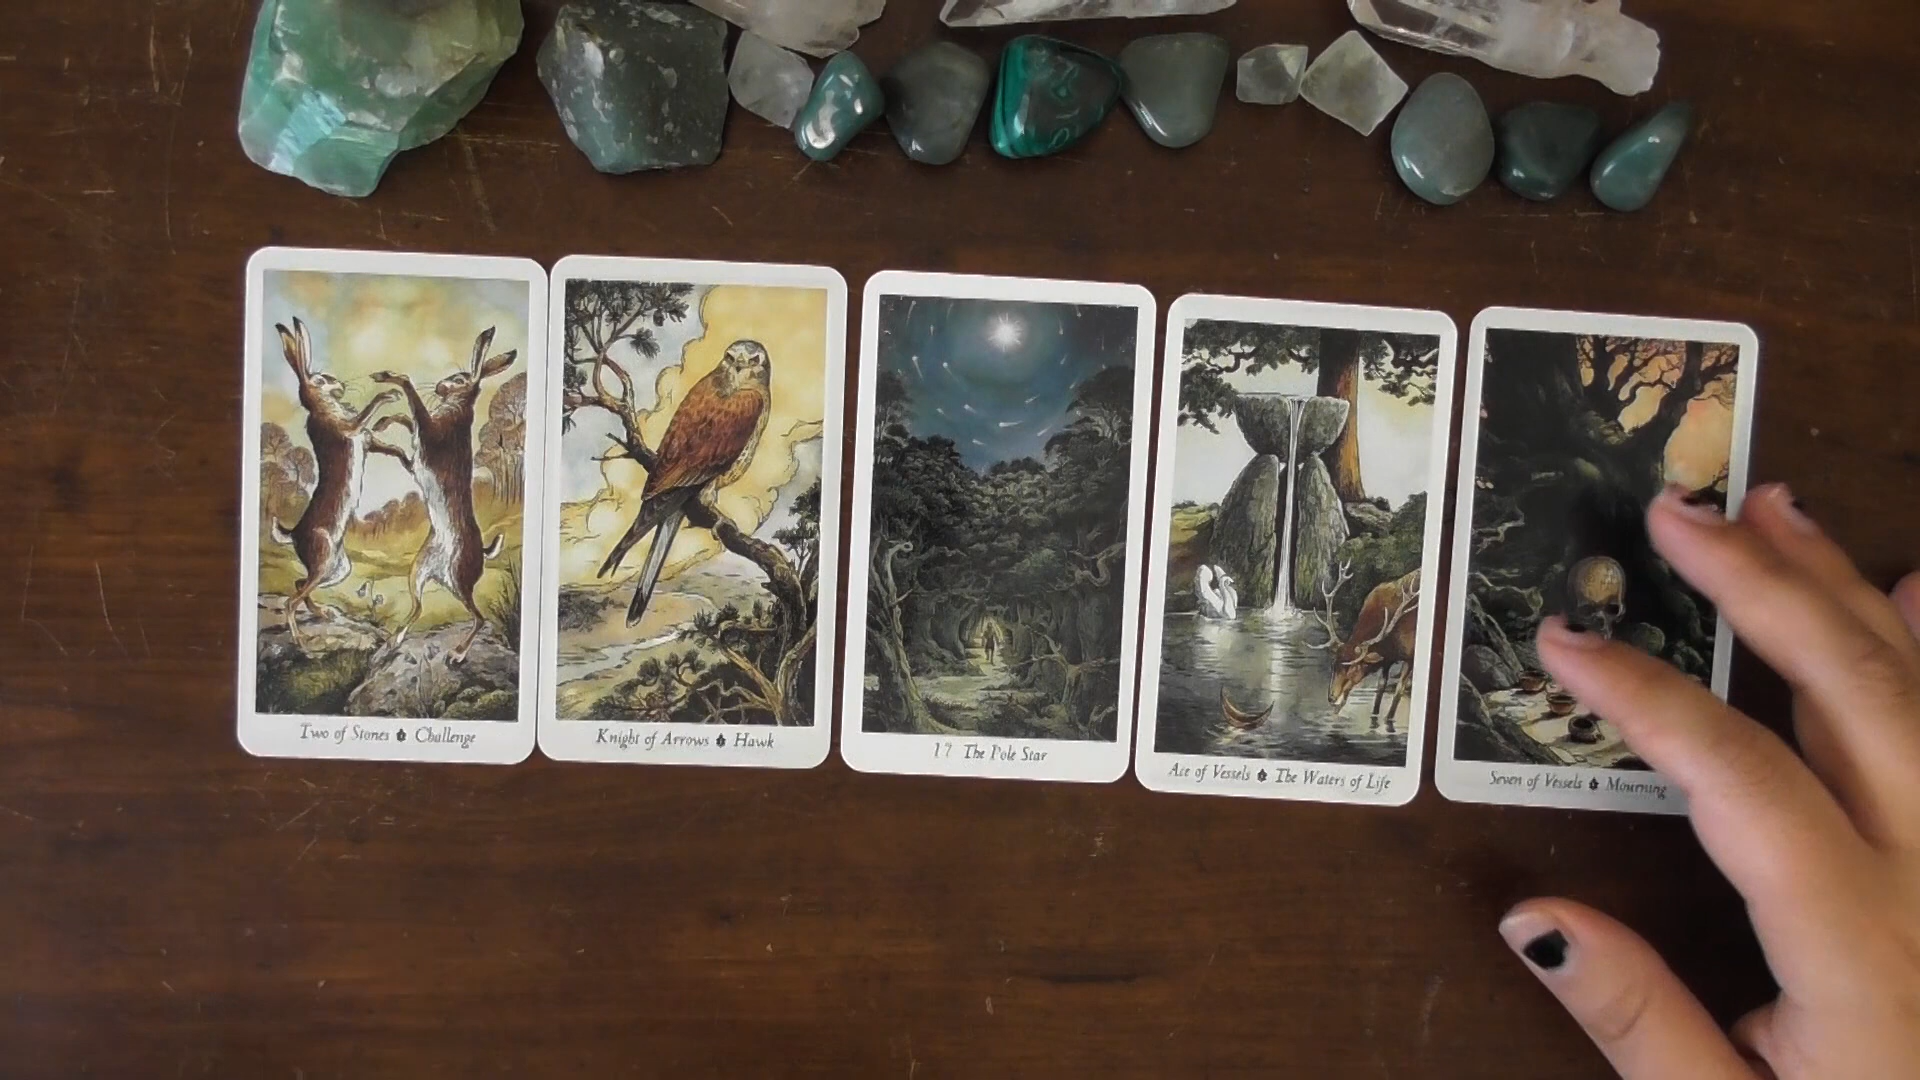 Two of Stones ♦ Challenge
Knight of Arrows ♦ Hawk
17 The Pole Star
Ace of Vessels ♦ The Waters of Life
Seven of Vessels ♦ Mourning